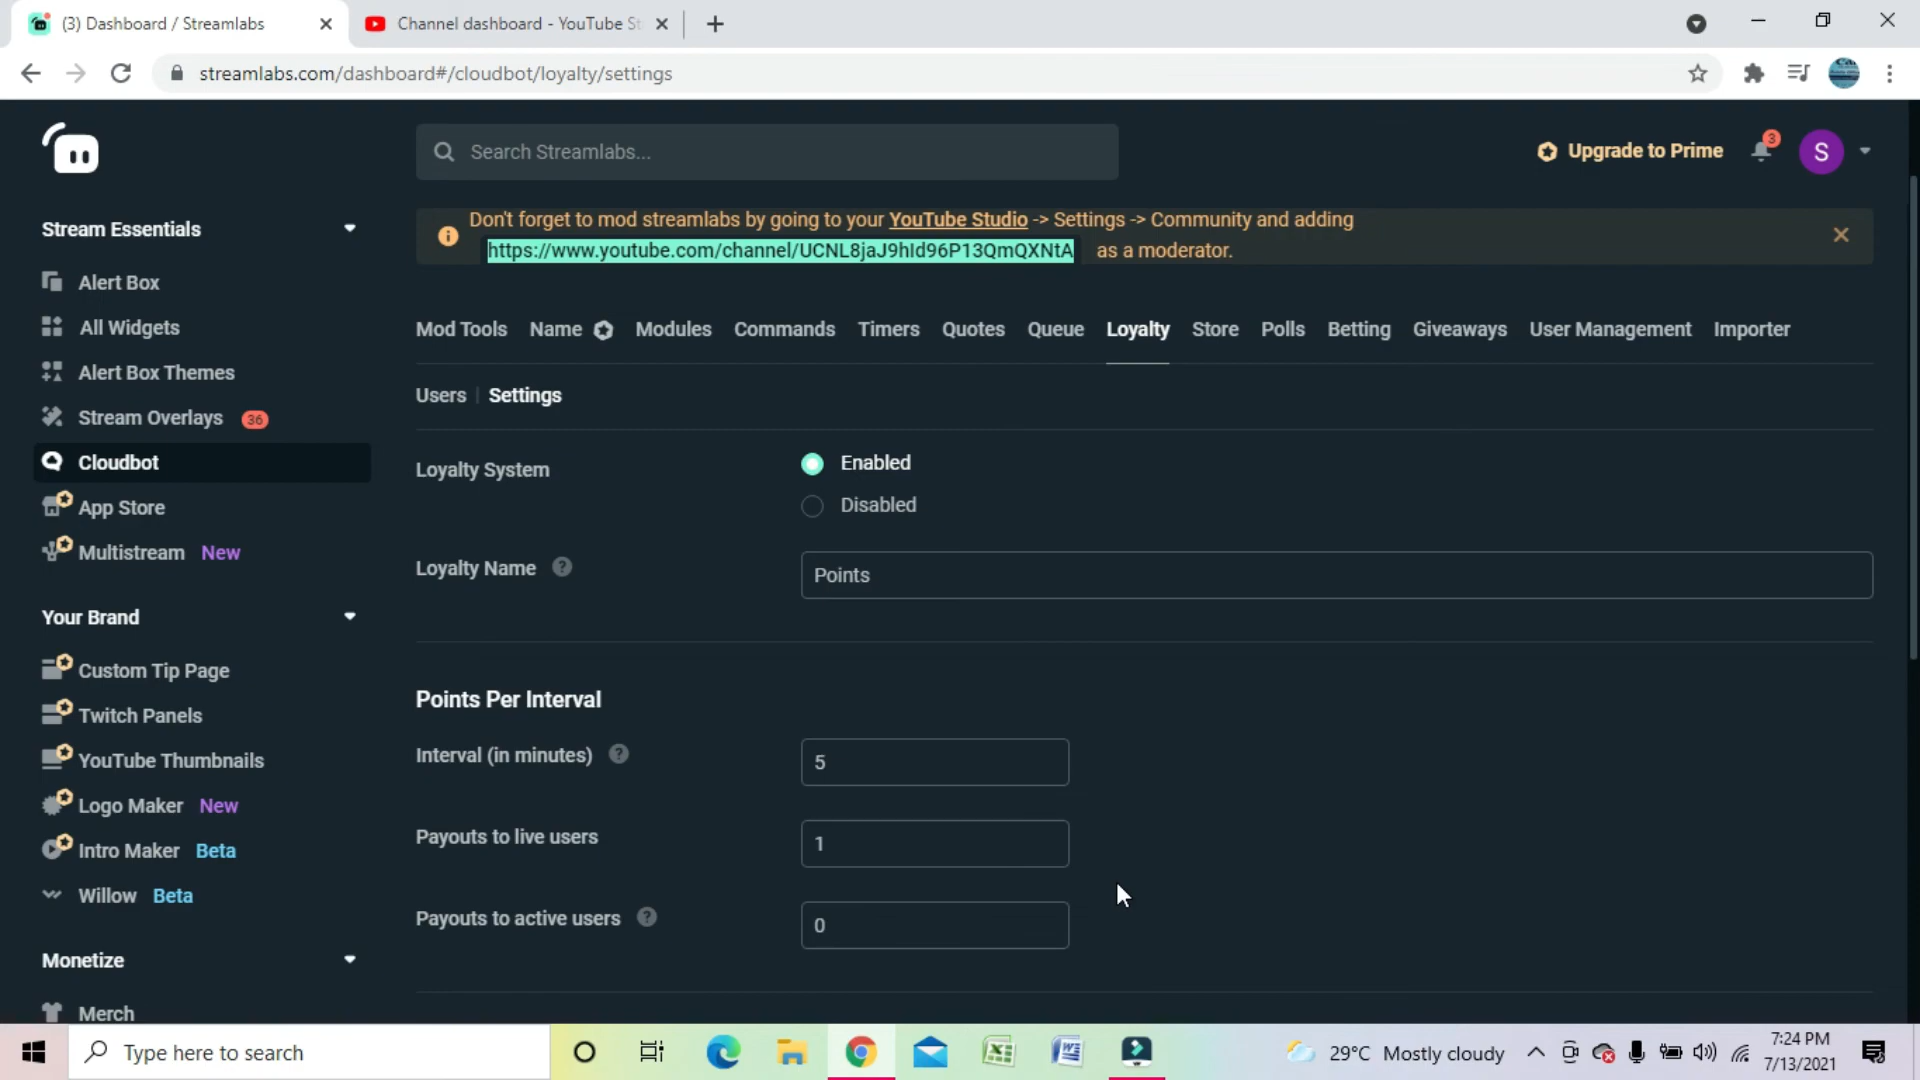 (3) Dashboard / Streamlabs
Channel dashboard - YouTube St
streamlabs.com/dashboard#/cloudbot/loyalty/settings
Search Streamlabs...
Upgrade to Prime
3
S
Don't forget to mod streamlabs by going to your YouTube Studio -> Settings -> Community and adding
https://www.youtube.com/channel/UCNL8jaJ9hId96P13QmQXNtA as a moderator.
Mod Tools Name Modules Commands Timers Quotes Queue Loyalty Store Polls Betting Giveaways User Management Importer
Users Settings
Loyalty System
Enabled
Disabled
Loyalty Name ?
Points
Points Per Interval
Interval (in minutes) ?
5
Payouts to live users
1
Payouts to active users ?
0
Stream Essentials
Alert Box
All Widgets
Alert Box Themes
Stream Overlays 36
Cloudbot
App Store
Multistream New
Your Brand
Custom Tip Page
Twitch Panels
YouTube Thumbnails
Logo Maker New
Intro Maker Beta
Willow Beta
Monetize
Merch
Type here to search
29°C Mostly cloudy
7:24 PM
7/13/2021